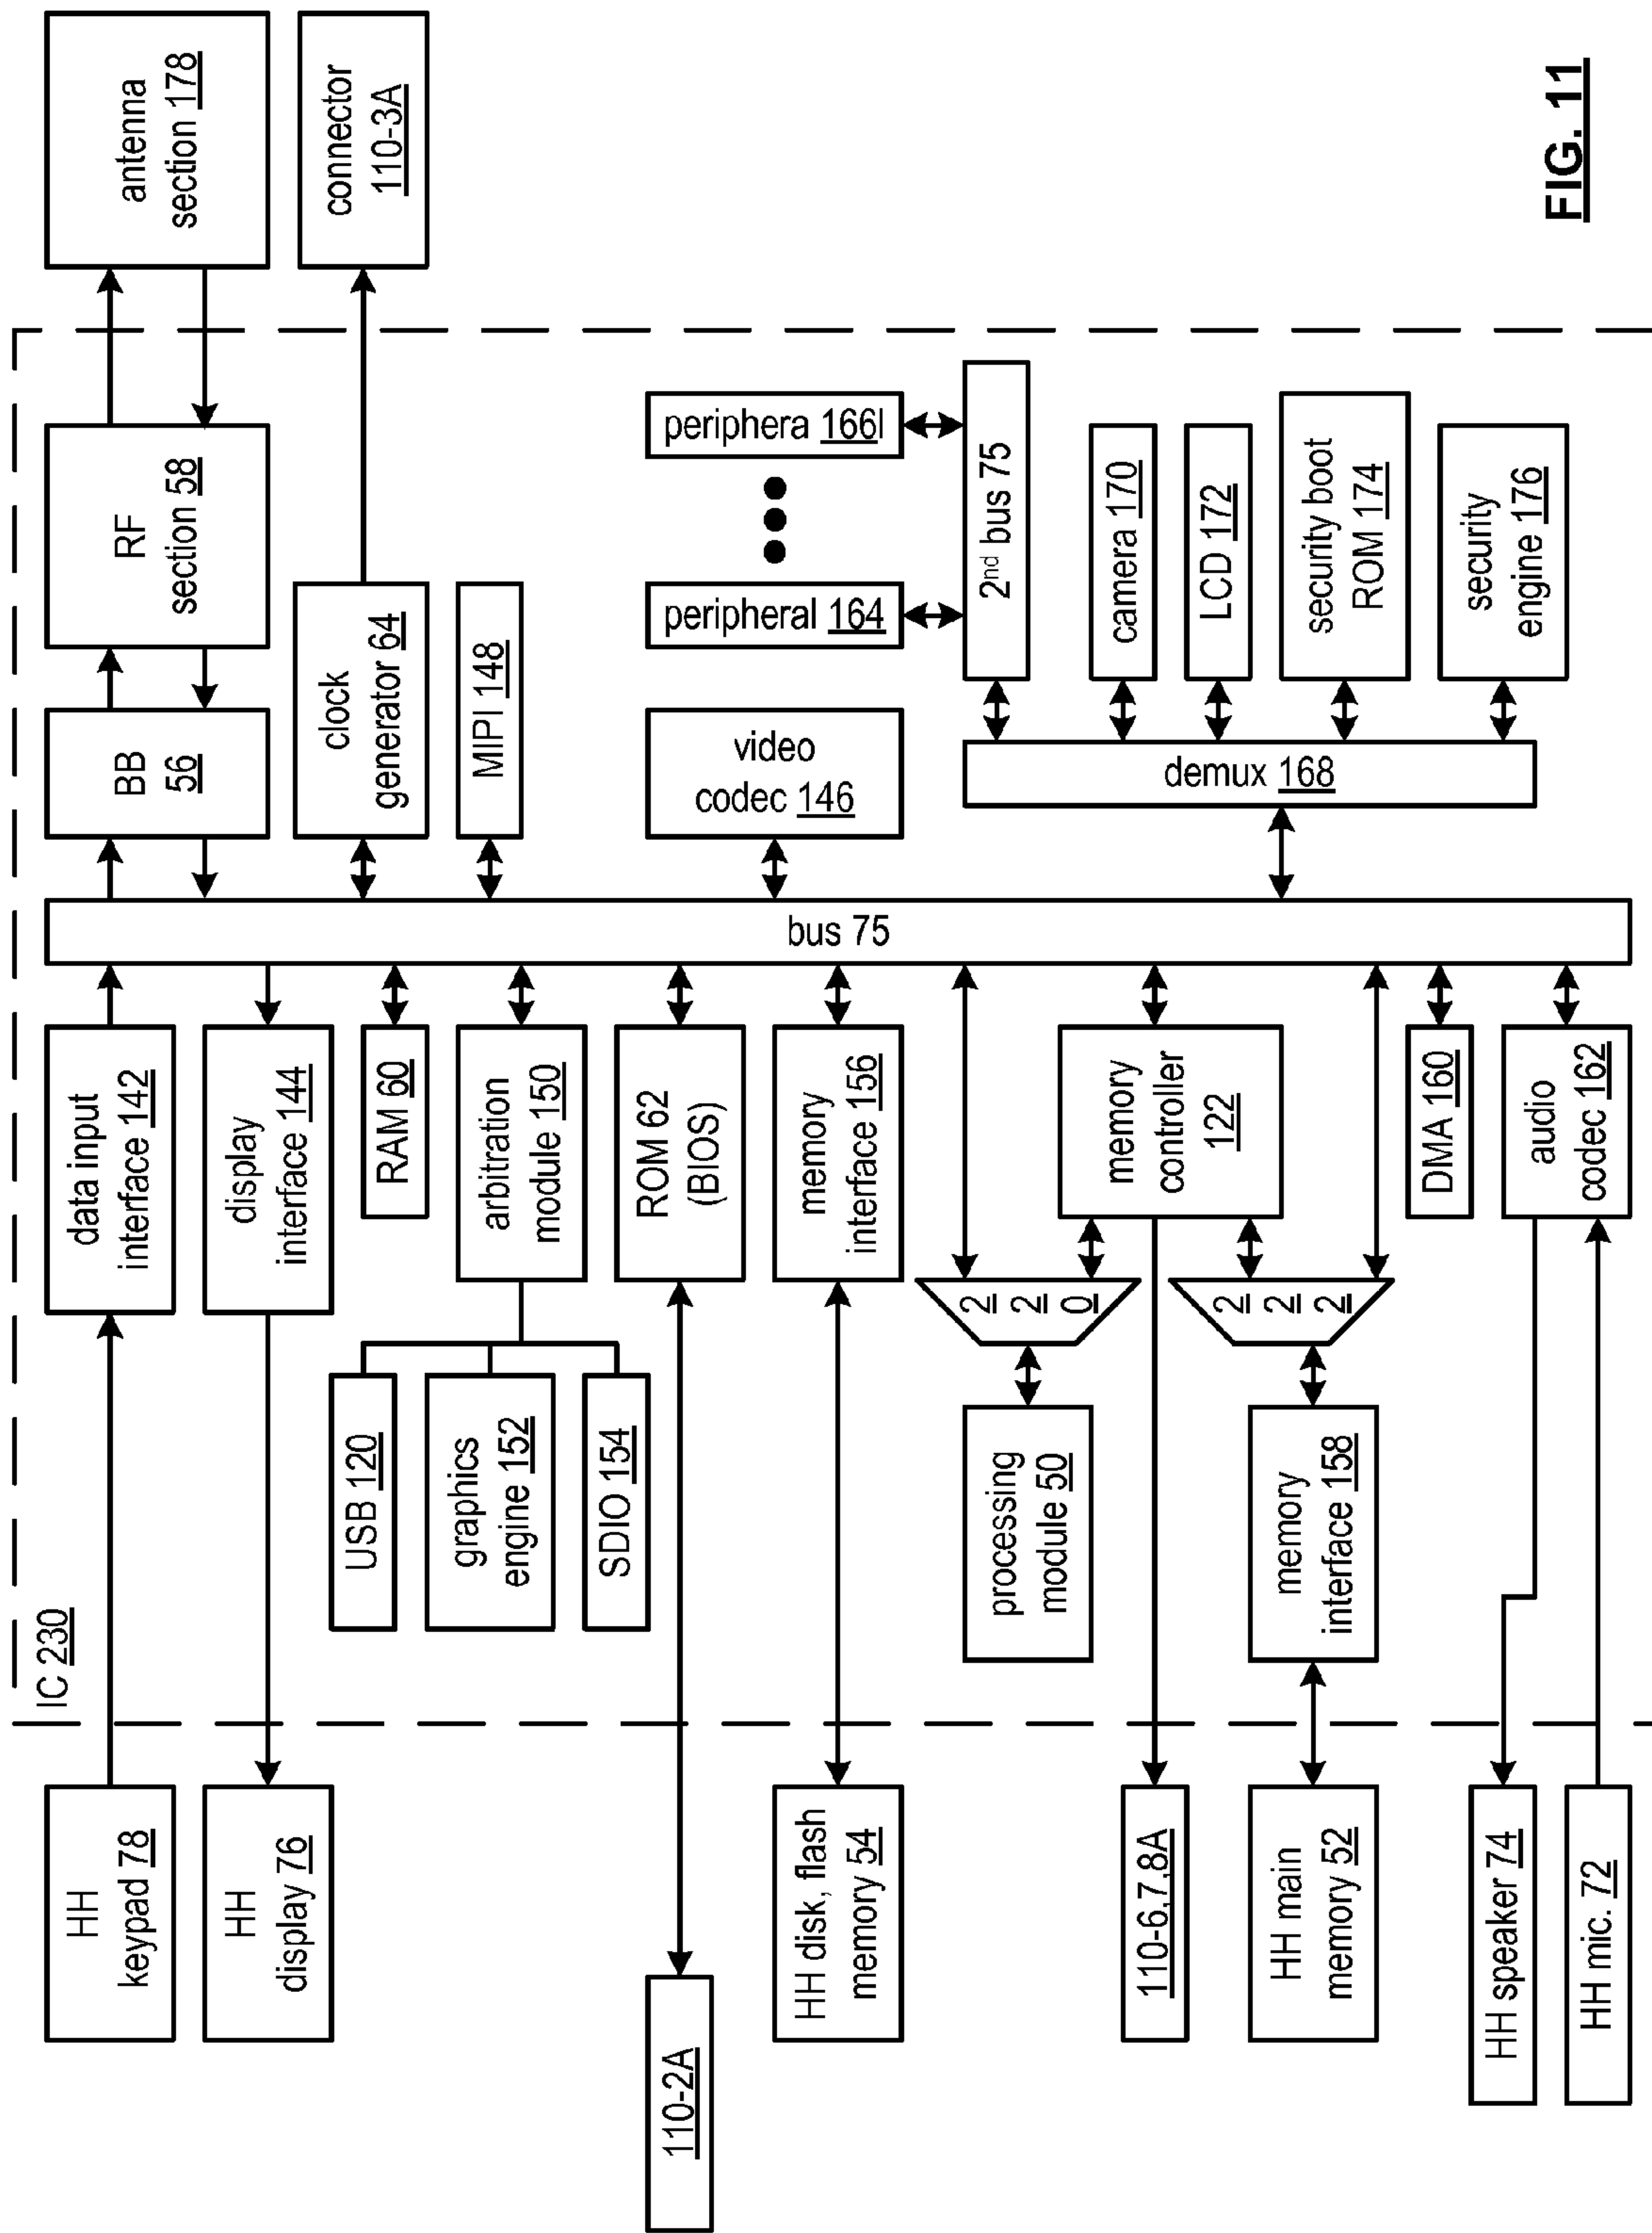 IC 230
HH
keypad 78
data input
interface 142
BB
56
RF
section 58
antenna
section 178
HH
display 76
display
interface 144
clock
generator 64
connector
110-3A
USB 120
RAM 60
graphics
engine 152
arbitration
module 150
MIPI 148
SDIO 154
110-2A
ROM 62
(BIOS)
video
codec 146
peripheral 164
periphera 166l
HH disk, flash
memory 54
memory
interface 156
bus 75
2nd bus 75
processing
module 50
220
110-6,7,8A
memory
controller
122
camera 170
demux 168
LCD 172
HH main
memory 52
memory
interface 158
222
security boot
ROM 174
DMA 160
security
engine 176
HH speaker 74
HH mic. 72
audio
codec 162
FIG. 11